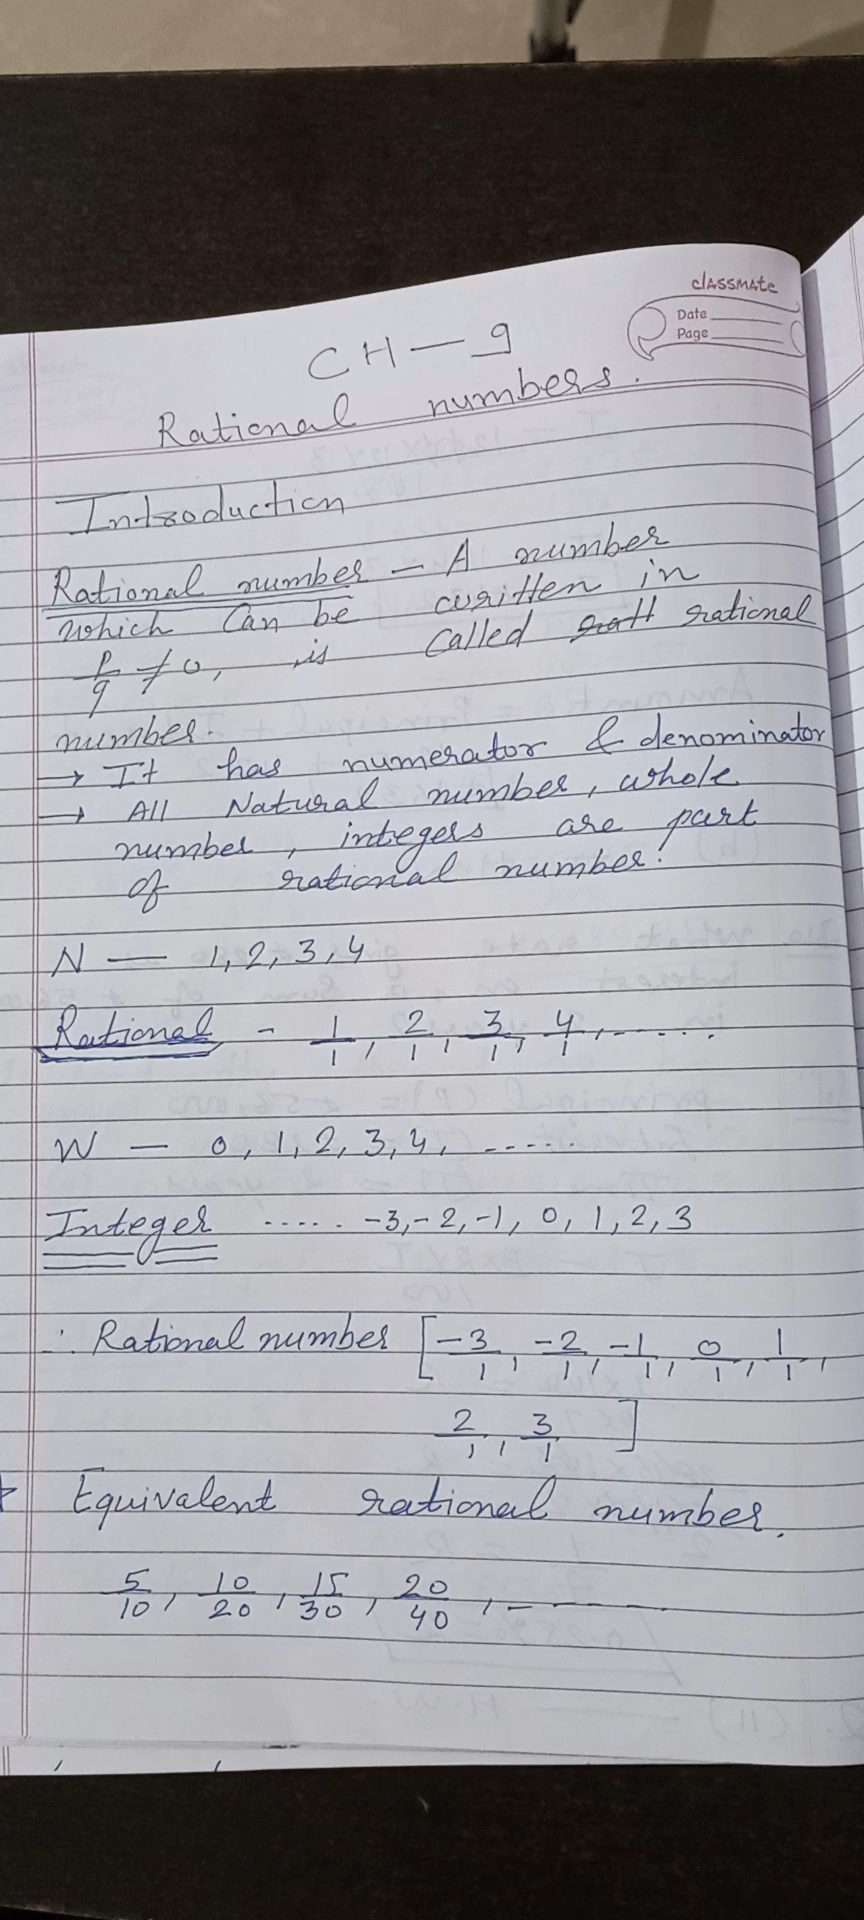 classmate
Date
Page
CH - 9
Rational numbers.
Introduction
Rational number - A number
which Can be written in
p/q ≠ 0, is Called rational
number.
→ It has numerator & denominator
→ All Natural number, whole
number, integers are part
of rational number.
N — 1, 2, 3, 4
Rational - 1/1, 2/1, 3/1, 4/1, ......
W — 0, 1, 2, 3, 4, ......
Integer ..... -3, -2, -1, 0, 1, 2, 3
∴ Rational number [-3/1, -2/1, -1/1, 0/1, 1/1,
2/1, 3/1]
Equivalent rational number.
5/10, 10/20, 15/30, 20/40, - - - - -